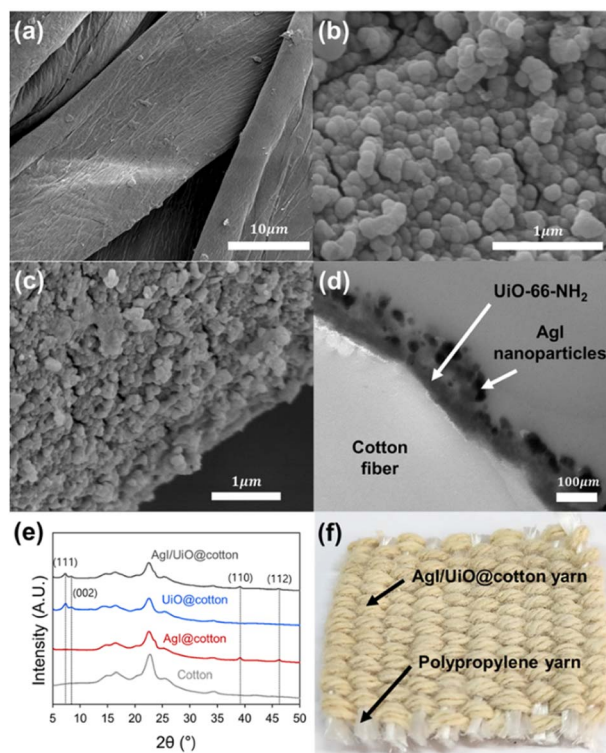 (a)
10μm
(b)
1μm
(c)
1μm
(d)
UiO-66-NH₂
AgI
nanoparticles
Cotton
fiber
100μm
(e)
Intensity (A.U.)
(111)
(002)
AgI/UiO@cotton
(110)
(112)
UiO@cotton
AgI@cotton
Cotton
5 10 15 20 25 30 35 40 45 50
2θ (°)
(f)
AgI/UiO@cotton yarn
Polypropylene yarn